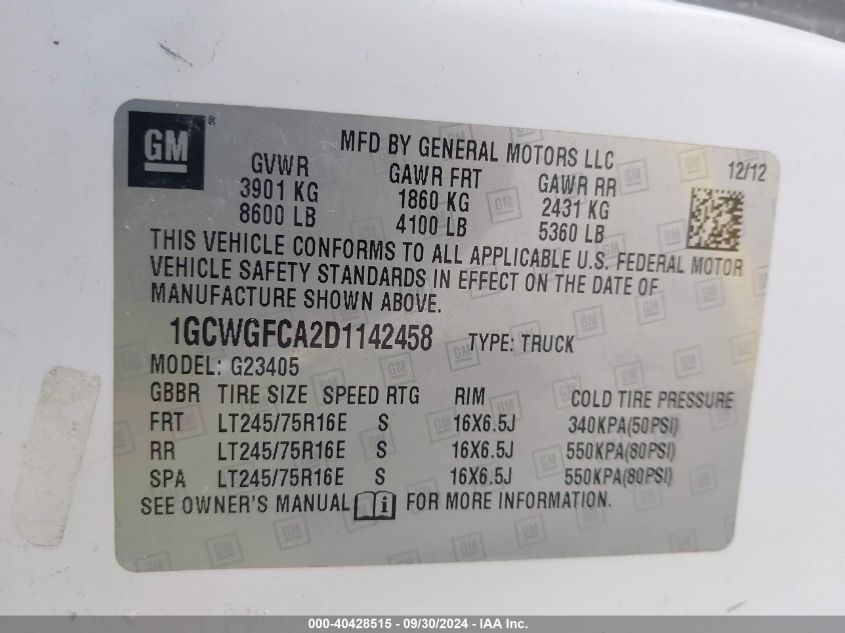 GM ®
MFD BY GENERAL MOTORS LLC 12/12
GVWR GAWR FRT GAWR RR
3901 KG 1860 KG 2431 KG
8600 LB 4100 LB 5360 LB
THIS VEHICLE CONFORMS TO ALL APPLICABLE U.S. FEDERAL MOTOR
VEHICLE SAFETY STANDARDS IN EFFECT ON THE DATE OF
MANUFACTURE SHOWN ABOVE.
1GCWGFCA2D1142458 TYPE: TRUCK
MODEL: G23405
GBBR TIRE SIZE SPEED RTG RIM COLD TIRE PRESSURE
FRT LT245/75R16E S 16X6.5J 340KPA(50PSI)
RR LT245/75R16E S 16X6.5J 550KPA(80PSI)
SPA LT245/75R16E S 16X6.5J 550KPA(80PSI)
SEE OWNER'S MANUAL i FOR MORE INFORMATION.
000-40428515 - 09/30/2024 - IAA Inc.